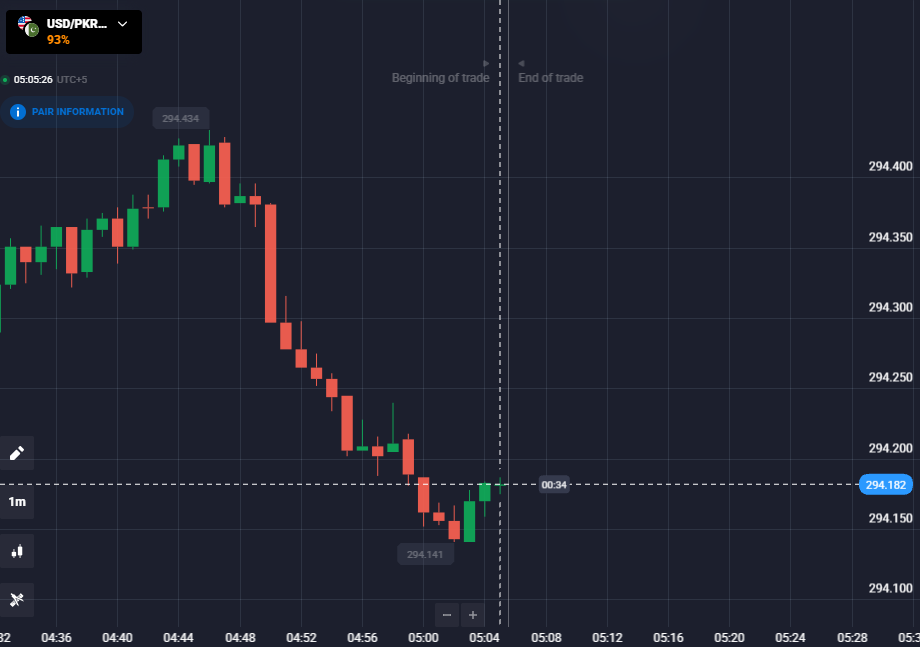 USD/PKR...
93%
05:05:26 UTC+5
Beginning of trade
End of trade
i PAIR INFORMATION
294.434
294.400
294.350
294.300
294.250
294.200
00:34
294.182
1m
294.150
294.141
294.100
− +
32 04:36 04:40 04:44 04:48 04:52 04:56 05:00 05:04 05:08 05:12 05:16 05:20 05:24 05:28 05:3